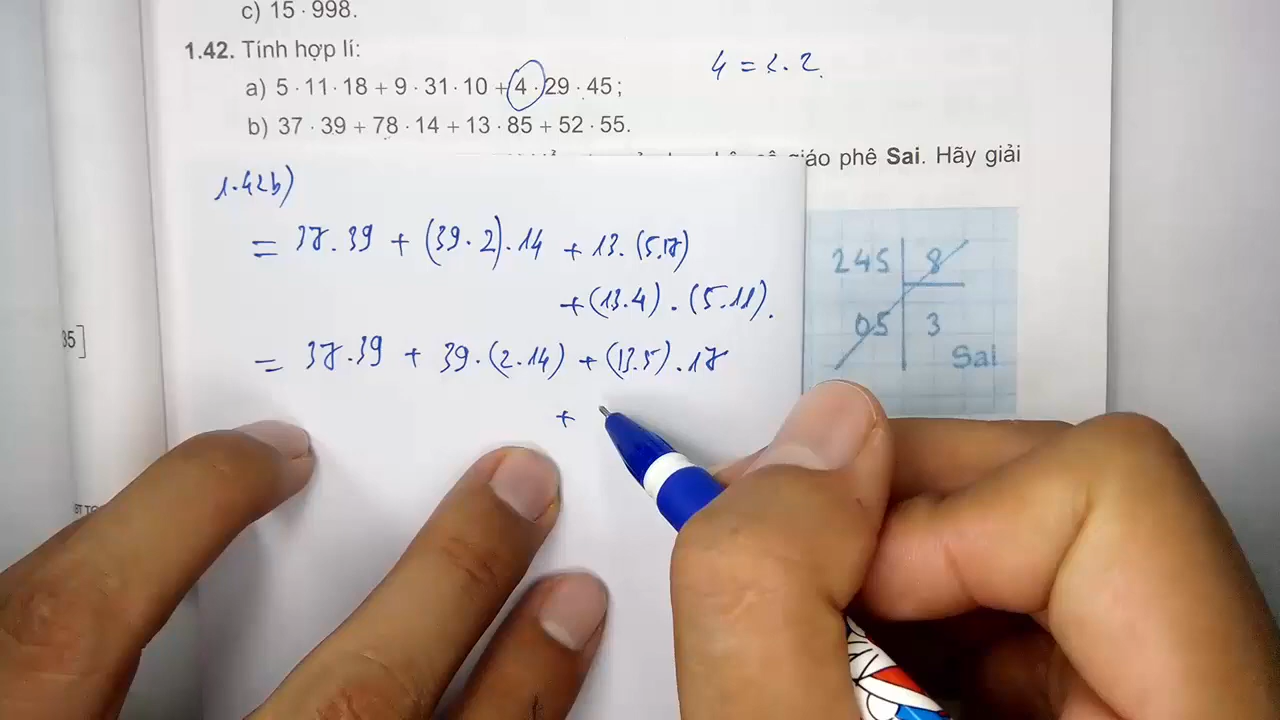 c) 15 · 998.
1.42. Tính hợp lí:
4 = 2. 2.
a) 5 · 11 · 18 + 9 · 31 · 10 + 4 · 29 · 45 ;
b) 37 · 39 + 78 · 14 + 13 · 85 + 52 · 55.
giáo phê Sai. Hãy giải
1.42b)
= 37.39 + (39.2).14 + 13.(5.17)
+ (13.4) . (5.11).
= 37.39 + 39.(2.14) + (13.5).17
+
245 8
05 3
Sai
35]